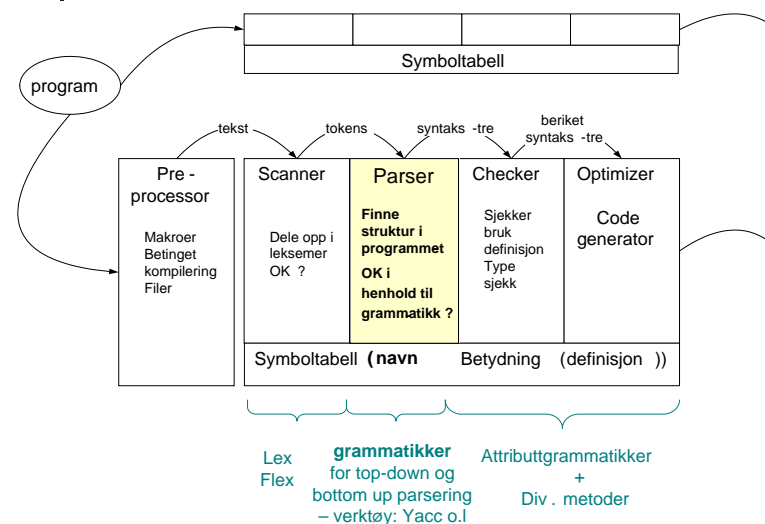 Symboltabell
program
tekst
tokens
syntaks -tre
beriket
syntaks -tre
Pre -
processor
Makroer
Betinget
kompilering
Filer
Scanner
Dele opp i
leksemer
OK ?
Parser
Finne
struktur i
programmet
OK i
henhold til
grammatikk ?
Checker
Sjekker
bruk
definisjon
Type
sjekk
Optimizer
Code
generator
Symboltabell (navn Betydning (definisjon ))
Lex
Flex
grammatikker
for top-down og
bottom up parsering
– verktøy: Yacc o.l
Attributtgrammatikker
+
Div . metoder